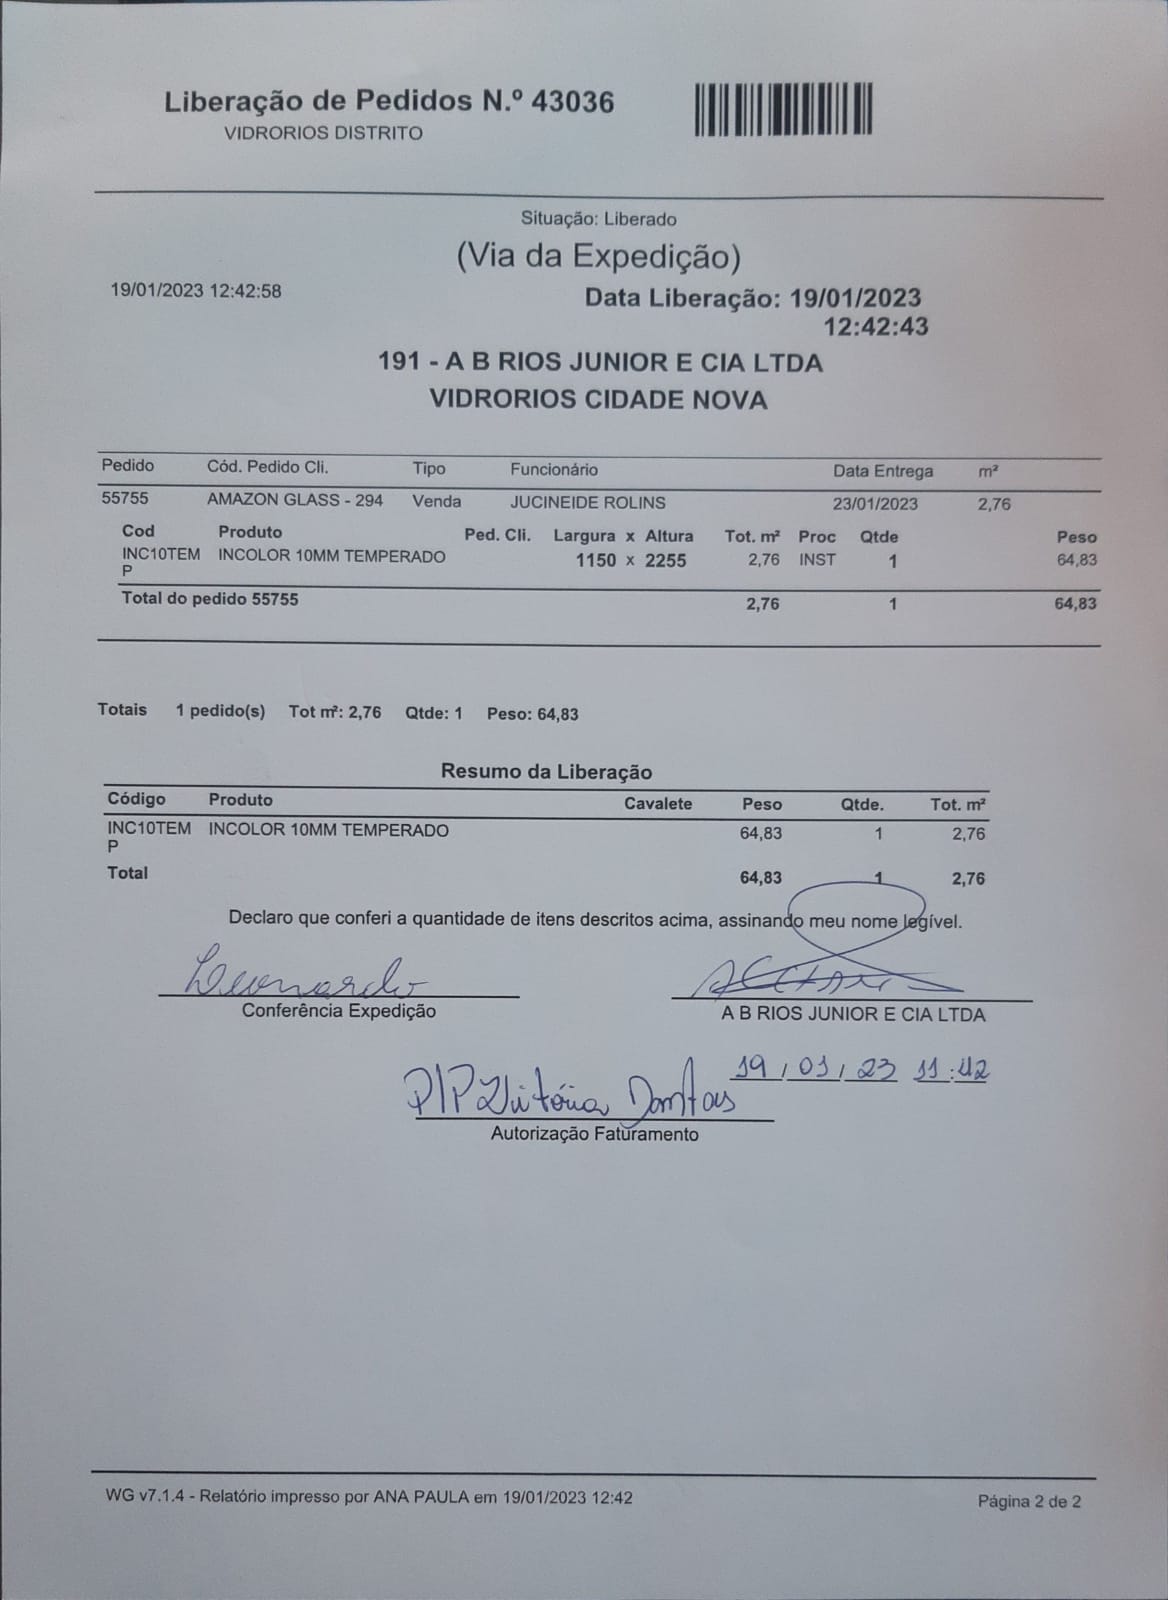 Liberação de Pedidos N.º 43036
VIDRORIOS DISTRITO
Situação: Liberado
(Via da Expedição)
19/01/2023 12:42:58
Data Liberação: 19/01/2023
12:42:43
191 - A B RIOS JUNIOR E CIA LTDA
VIDRORIOS CIDADE NOVA
Pedido Cód. Pedido Cli. Tipo Funcionário Data Entrega m²
55755 AMAZON GLASS - 294 Venda JUCINEIDE ROLINS 23/01/2023 2,76
Cod Produto Ped. Cli. Largura x Altura Tot. m² Proc Qtde Peso
INC10TEM INCOLOR 10MM TEMPERADO 1150 x 2255 2,76 INST 1 64,83
P
Total do pedido 55755 2,76 1 64,83
Totais 1 pedido(s) Tot m²: 2,76 Qtde: 1 Peso: 64,83
Resumo da Liberação
Código Produto Cavalete Peso Qtde. Tot. m²
INC10TEM INCOLOR 10MM TEMPERADO 64,83 1 2,76
P
Total 64,83 1 2,76
Declaro que conferi a quantidade de itens descritos acima, assinando meu nome legível.
Leonardo
Conferência Expedição A B RIOS JUNIOR E CIA LTDA
19/01/23 11:42
P/P Vitória Dantas
Autorização Faturamento
WG v7.1.4 - Relatório impresso por ANA PAULA em 19/01/2023 12:42
Página 2 de 2